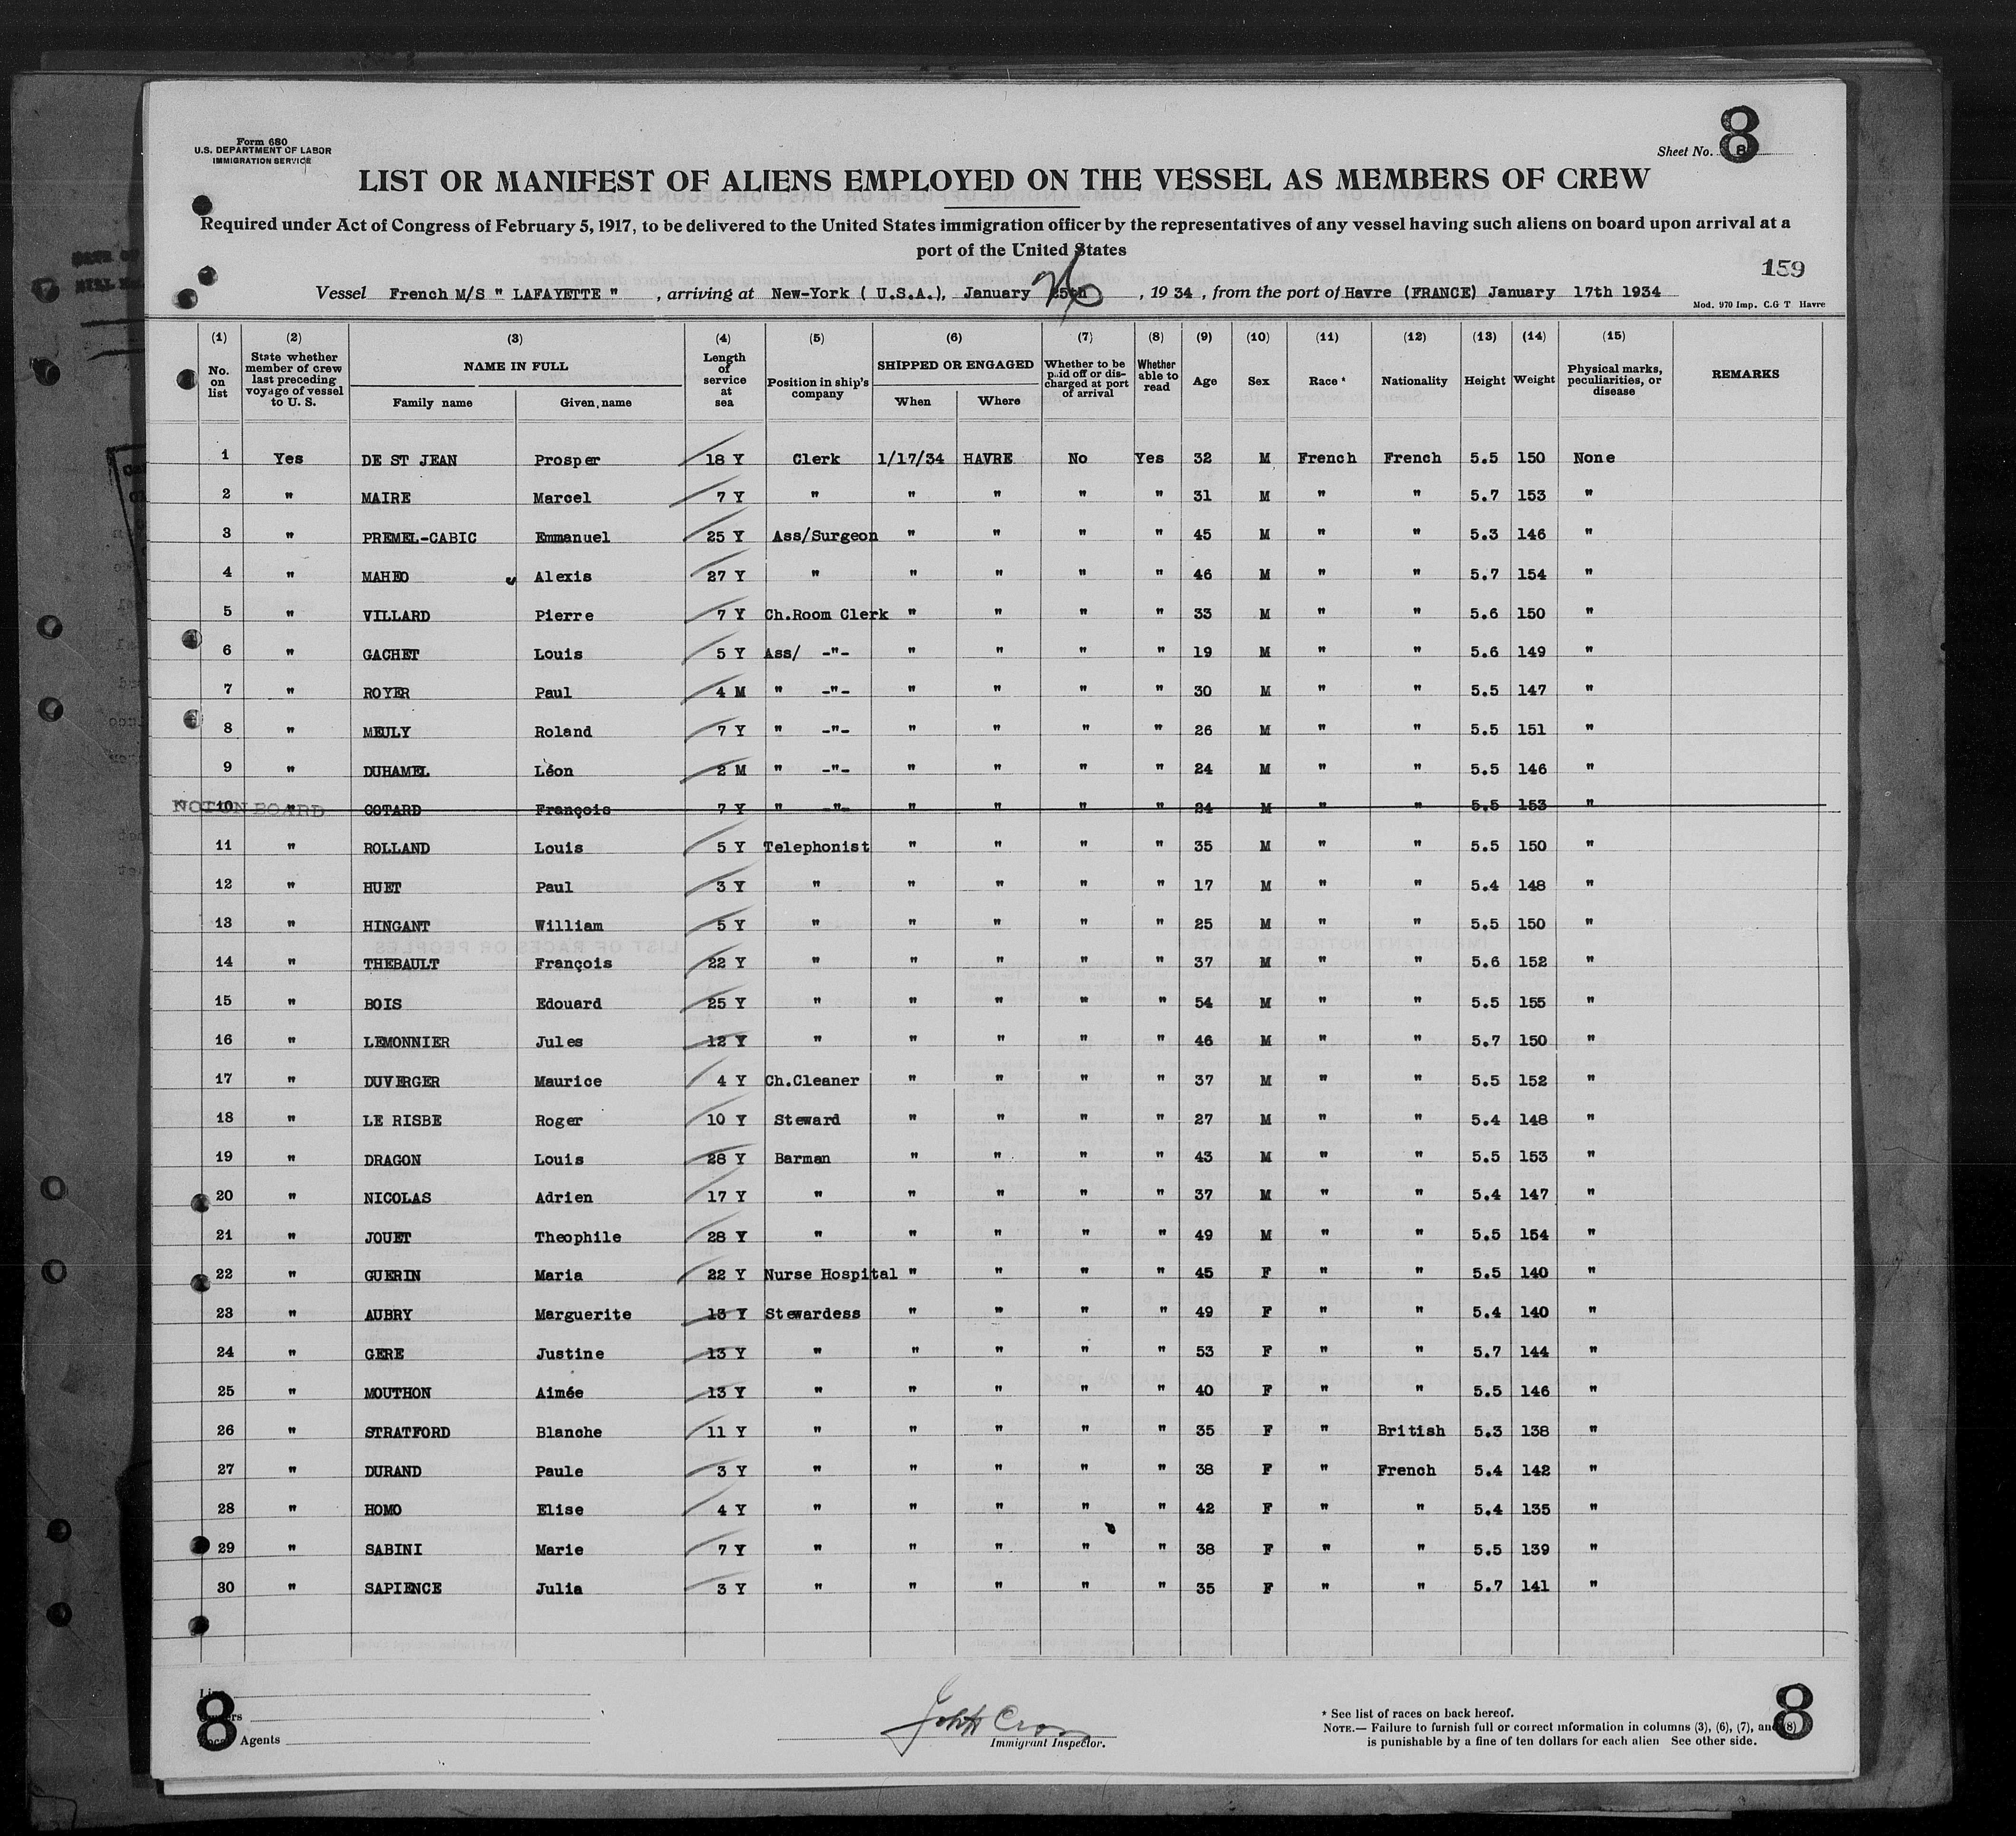 Form 680
U.S. DEPARTMENT OF LABOR
IMMIGRATION SERVICE
Sheet No. 8
8
LIST OR MANIFEST OF ALIENS EMPLOYED ON THE VESSEL AS MEMBERS OF CREW
Required under Act of Congress of February 5, 1917, to be delivered to the United States immigration officer by the representatives of any vessel having such aliens on board upon arrival at a
port of the United States
159
Vessel French M/S " LAFAYETTE " , arriving at New-York ( U.S.A.), January 25th 26 , 19 34 , from the port of Havre (FRANCE) January 17th 1934
Mod. 970 Imp. C.G T Havre
(1) (2) (3) (4) (5) (6) (7) (8) (9) (10) (11) (12) (13) (14) (15)
No. on list State whether member of crew last preceding voyage of vessel to U. S. NAME IN FULL Family name Given name Length of service at sea Position in ship's company SHIPPED OR ENGAGED When Where Whether to be paid off or discharged at port of arrival Whether able to read Age Sex Race * Nationality Height Weight Physical marks, peculiarities, or disease REMARKS
1 Yes DE ST JEAN Prosper 18 Y Clerk 1/17/34 HAVRE No Yes 32 M French French 5.5 150 None
2 " MAIRE Marcel 7 Y " " " " " 31 M " " 5.7 153 "
3 " PREMEL-CABIC Emmanuel 25 Y Ass/Surgeon " " " " 45 M " " 5.3 146 "
4 " MAHEO Alexis 27 Y " " " " " 46 M " " 5.7 154 "
5 " VILLARD Pierre 7 Y Ch.Room Clerk " " " " 33 M " " 5.6 150 "
6 " GACHET Louis 5 Y Ass/ -"- " " " " 19 M " " 5.6 149 "
7 " ROYER Paul 4 M " -"- " " " " 30 M " " 5.5 147 "
8 " MEULY Roland 7 Y " -"- " " " " 26 M " " 5.5 151 "
9 " DUHAMEL Léon 2 M " -"- " " " " 24 M " " 5.5 146 "
NOT ON BOARD 10 " COTARD François 7 Y " -"- " " " " 24 M " " 5.5 153 "
11 " ROLLAND Louis 5 Y Telephonist " " " " 35 M " " 5.5 150 "
12 " HUET Paul 3 Y " " " " " 17 M " " 5.4 148 "
13 " HINGANT William 5 Y " " " " " 25 M " " 5.5 150 "
14 " THEBAULT François 22 Y " " " " " 37 M " " 5.6 152 "
15 " BOIS Edouard 25 Y " " " " " 54 M " " 5.5 155 "
16 " LEMONNIER Jules 12 Y " " " " " 46 M " " 5.7 150 "
17 " DUVERGER Maurice 4 Y Ch.Cleaner " " " " 37 M " " 5.5 152 "
18 " LE RISBE Roger 10 Y Steward " " " " 27 M " " 5.4 148 "
19 " DRAGON Louis 28 Y Barman " " " " 43 M " " 5.5 153 "
20 " NICOLAS Adrien 17 Y " " " " " 37 M " " 5.4 147 "
21 " JOUET Theophile 28 Y " " " " " 49 M " " 5.5 154 "
22 " GUERIN Maria 22 Y Nurse Hospital " " " " 45 F " " 5.5 140 "
23 " AUBRY Marguerite 13 Y Stewardess " " " " 49 F " " 5.4 140 "
24 " GERE Justine 13 Y " " " " " 53 F " " 5.7 144 "
25 " MOUTHON Aimée 13 Y " " " " " 40 F " " 5.5 146 "
26 " STRATFORD Blanche 11 Y " " " " " 35 F " British 5.3 138 "
27 " DURAND Paule 3 Y " " " " " 38 F " French 5.4 142 "
28 " HOMO Elise 4 Y " " " " " 42 F " " 5.4 135 "
29 " SABINI Marie 7 Y " " " " " 38 F " " 5.5 139 "
30 " SAPIENCE Julia 3 Y " " " " " 35 F " " 5.7 141 "
8
Agents
John Cron
Immigrant Inspector.
* See list of races on back hereof.
NOTE.— Failure to furnish full or correct information in columns (3), (6), (7), and (8)
is punishable by a fine of ten dollars for each alien See other side.
8